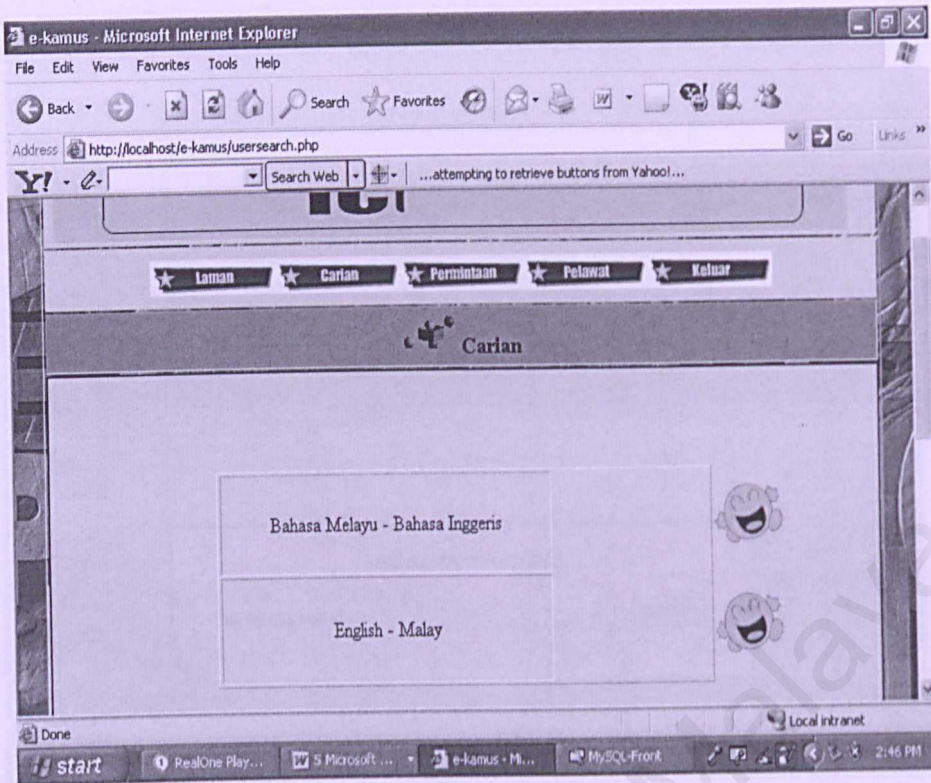 e-kamus - Microsoft Internet Explorer
File Edit View Favorites Tools Help
Back Search Favorites
Address http://localhost/e-kamus/usersearch.php Go Links »
Y! Search Web ...attempting to retrieve buttons from Yahoo!...
Laman Carian Permintaan Pelawat Keluar
Carian
Bahasa Melayu - Bahasa Inggeris
English - Malay
Done Local intranet
start RealOne Play... 5 Microsoft ... e-kamus - Mi... MySQL-Front 2:46 PM